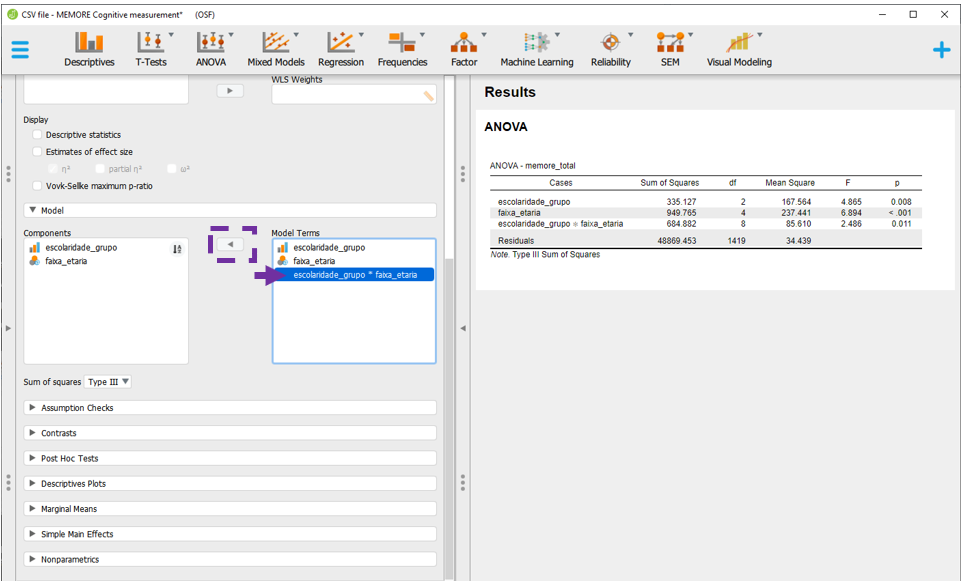 CSV file - MEMORE Cognitive measurement* (OSF)
Descriptives T-Tests ANOVA Mixed Models Regression Frequencies Factor Machine Learning Reliability SEM Visual Modeling
WLS Weights
Display
Descriptive statistics
Estimates of effect size
η² partial η² ω²
Vovk-Sellke maximum p-ratio
Model
Components
escolaridade_grupo
faixa_etaria
Model Terms
escolaridade_grupo
faixa_etaria
escolaridade_grupo * faixa_etaria
Sum of squares Type III
Assumption Checks
Contrasts
Post Hoc Tests
Descriptives Plots
Marginal Means
Simple Main Effects
Nonparametrics
Results
ANOVA
ANOVA - memore_total
Cases Sum of Squares df Mean Square F p
escolaridade_grupo 335.127 2 167.564 4.865 0.008
faixa_etaria 949.765 4 237.441 6.894 < .001
escolaridade_grupo ✻ faixa_etaria 684.882 8 85.610 2.486 0.011
Residuals 48869.453 1419 34.439
Note. Type III Sum of Squares